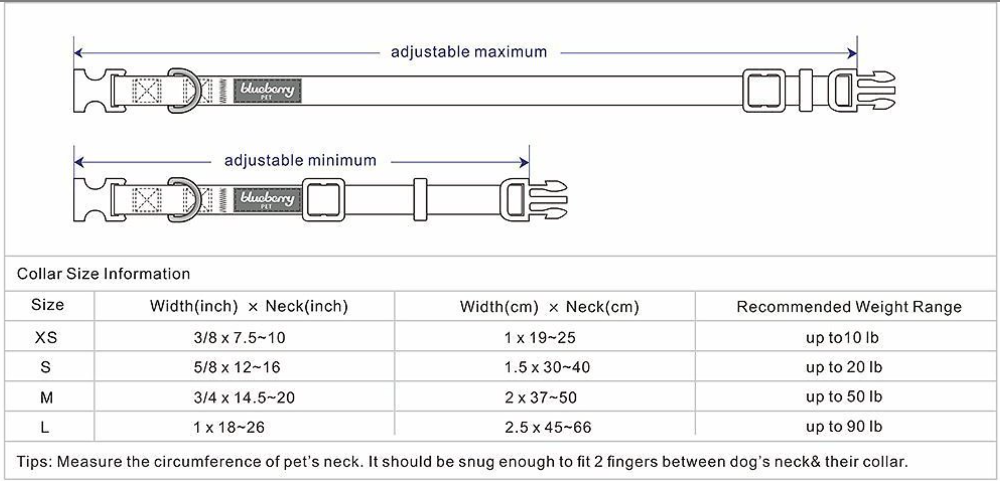 adjustable maximum
blueberry
PET
adjustable minimum
blueberry
PET
Collar Size Information
Size Width(inch) × Neck(inch) Width(cm) × Neck(cm) Recommended Weight Range
XS 3/8 x 7.5~10 1 x 19~25 up to10 lb
S 5/8 x 12~16 1.5 x 30~40 up to 20 lb
M 3/4 x 14.5~20 2 x 37~50 up to 50 lb
L 1 x 18~26 2.5 x 45~66 up to 90 lb
Tips: Measure the circumference of pet's neck. It should be snug enough to fit 2 fingers between dog's neck& their collar.